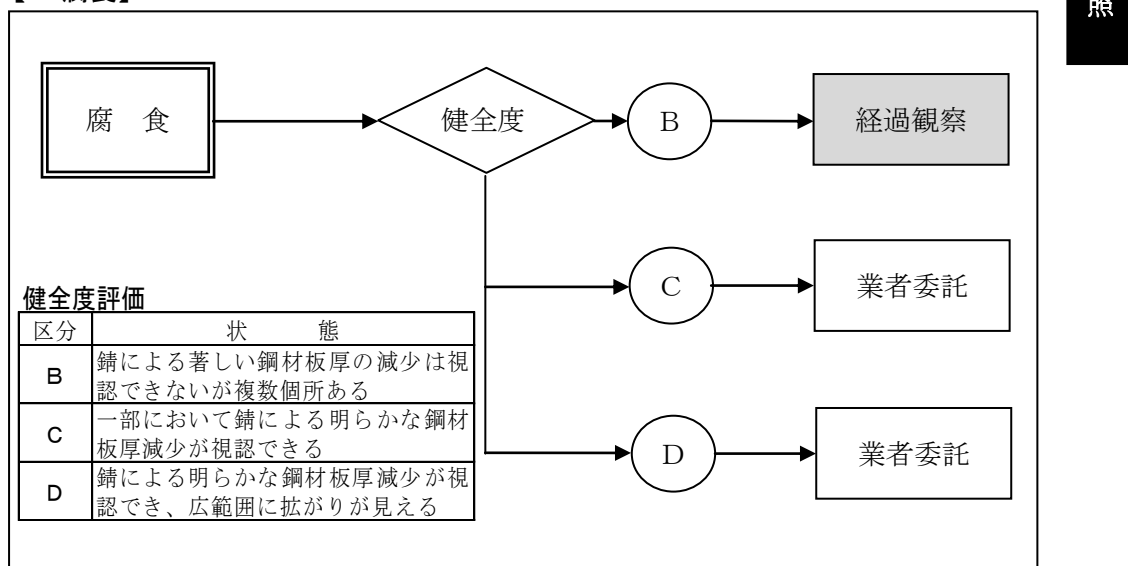 照
腐　食
健全度
B
経過観察
C
業者委託
健全度評価
区分 状　　態
B 錆による著しい鋼材板厚の減少は視
認できないが複数個所ある
C 一部において錆による明らかな鋼材
板厚減少が視認できる
D 錆による明らかな鋼材板厚減少が視
認でき、広範囲に拡がりが見える
D
業者委託